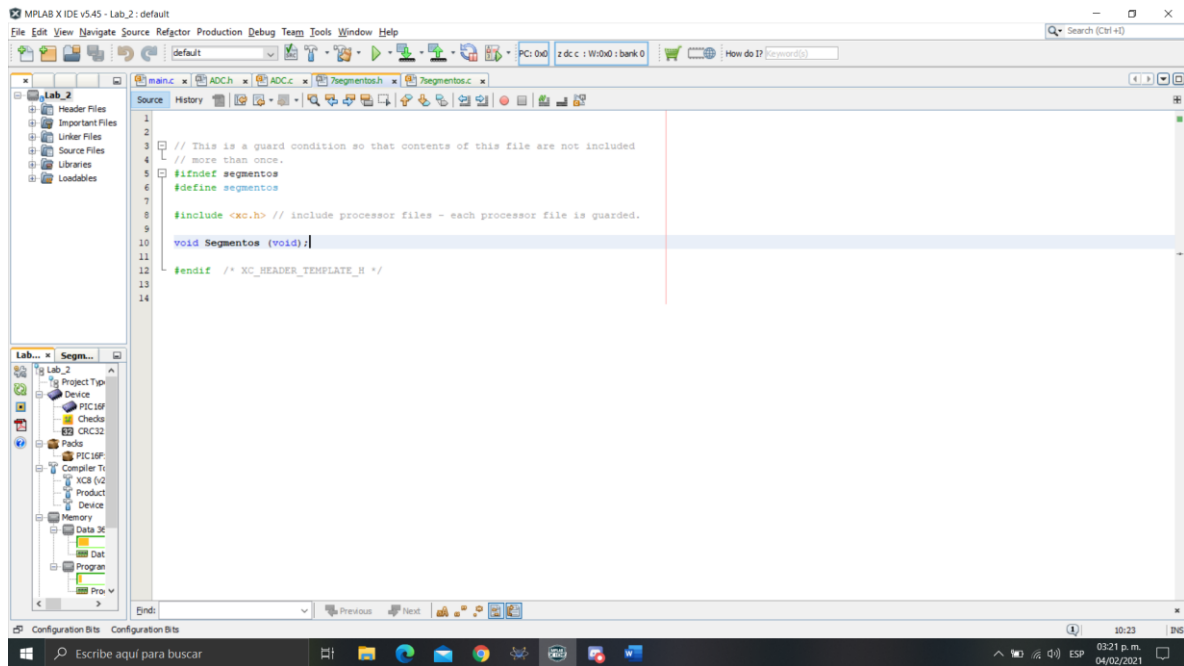 MPLAB X IDE v5.45 - Lab_2 : default
File Edit View Navigate Source Refactor Production Debug Team Tools Window Help
Search (Ctrl+I)
default
PC: 0x0
z dc c : W:0x0 : bank 0
How do I? Keyword(s)
main.c ADC.h ADC.c 7segmentos.h 7segmentos.c
Lab_2
Header Files
Important Files
Linker Files
Source Files
Libraries
Loadables
Source History
1
2
3 // This is a guard condition so that contents of this file are not included
4 // more than once.
5 #ifndef segmentos
6 #define segmentos
7
8 #include <xc.h> // include processor files - each processor file is guarded.
9
10 void Segmentos (void);
11
12 #endif /* XC_HEADER_TEMPLATE_H */
13
14
Lab... Segm...
Lab_2
Project Typ
Device
PIC16F
Checks
CRC32
Packs
PIC16F
Compiler To
XC8 (v2
Product
Device
Memory
Data 36
Dat
Program
Pro
Find: Previous Next
Configuration Bits Configuration Bits
1 10:23 INS
Escribe aquí para buscar
ESP
03:21 p. m.
04/02/2021